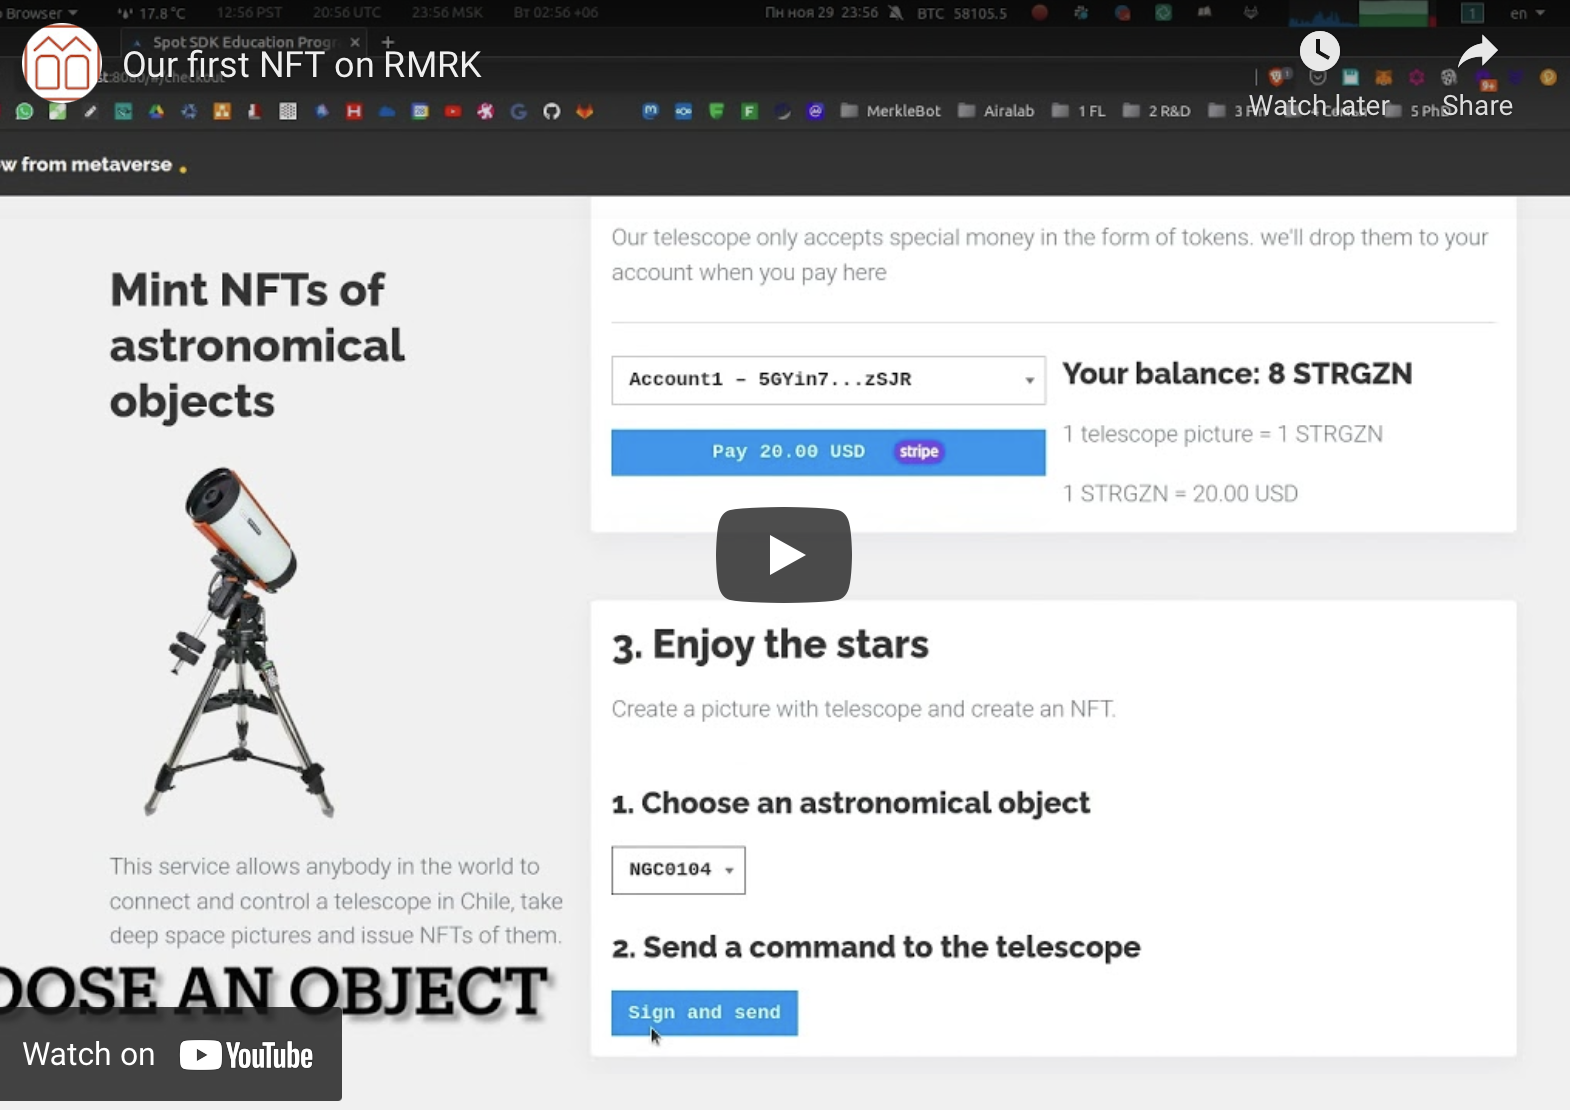 Browser
17.8°C
12:56 PST
20:56 UTC
23:56 MSK
Вт 02:56 +06
Пн ноя 29 23:56
BTC 58105.5
1
en
Spot SDK Education Progr
Our first NFT on RMRK
Watch later
Share
9+
MerkleBot
Airalab
1 FL
2 R&D
5 PhD
w from metaverse .
Mint NFTs of
astronomical
objects
This service allows anybody in the world to
connect and control a telescope in Chile, take
deep space pictures and issue NFTs of them.
OOSE AN OBJECT
Watch on YouTube
Our telescope only accepts special money in the form of tokens. we'll drop them to your
account when you pay here
Account1 – 5GYin7...zSJR
Pay 20.00 USD stripe
Your balance: 8 STRGZN
1 telescope picture = 1 STRGZN
1 STRGZN = 20.00 USD
3. Enjoy the stars
Create a picture with telescope and create an NFT.
1. Choose an astronomical object
NGC0104
2. Send a command to the telescope
Sign and send